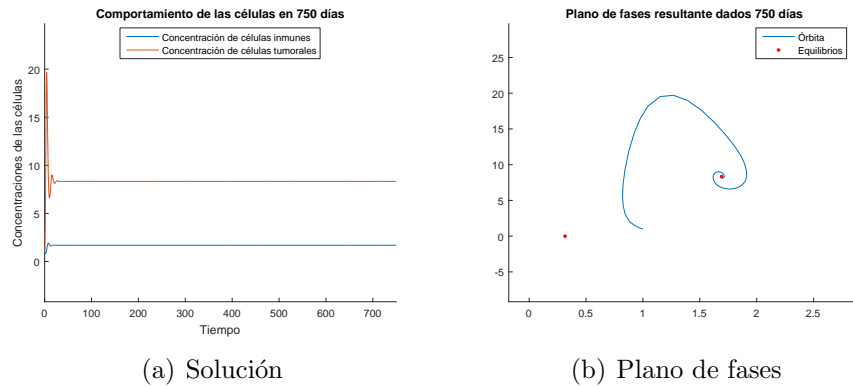 Comportamiento de las células en 750 días
Concentraciones de las células
20
15
10
5
0
Concentración de células inmunes
Concentración de células tumorales
0 100 200 300 400 500 600 700
Tiempo
(a) Solución
Plano de fases resultante dados 750 días
25
20
15
10
5
0
-5
Órbita
Equilibrios
0 0.5 1 1.5 2 2.5
(b) Plano de fases